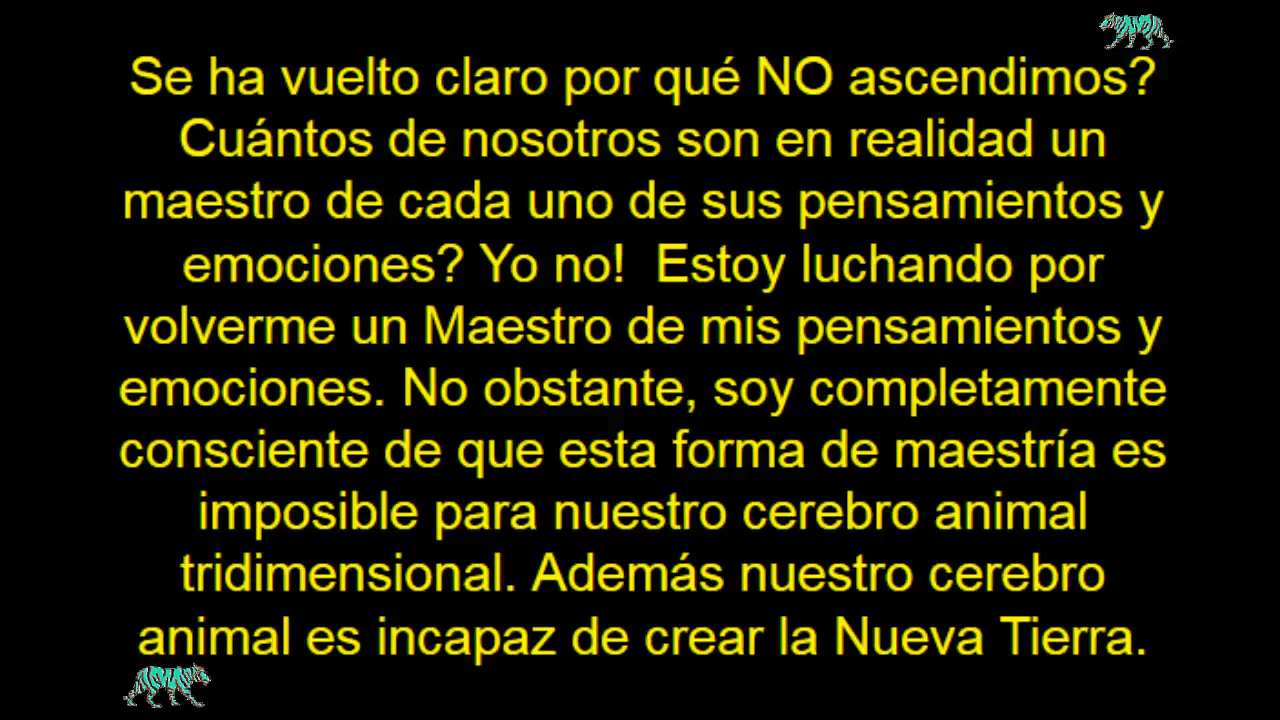 Se ha vuelto claro por qué NO ascendimos?
Cuántos de nosotros son en realidad un
maestro de cada uno de sus pensamientos y
emociones? Yo no!  Estoy luchando por
volverme un Maestro de mis pensamientos y
emociones. No obstante, soy completamente
consciente de que esta forma de maestría es
imposible para nuestro cerebro animal
tridimensional. Además nuestro cerebro
animal es incapaz de crear la Nueva Tierra.